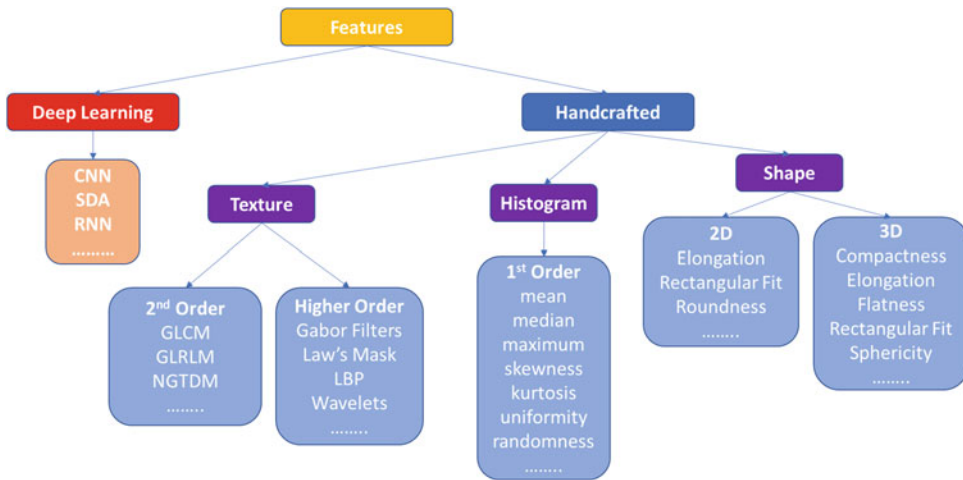 Features
Deep Learning
Handcrafted
CNN
SDA
RNN
.........
Texture
Histogram
Shape
2nd Order
GLCM
GLRLM
NGTDM
........
Higher Order
Gabor Filters
Law's Mask
LBP
Wavelets
........
1st Order
mean
median
maximum
skewness
kurtosis
uniformity
randomness
........
2D
Elongation
Rectangular Fit
Roundness
........
3D
Compactness
Elongation
Flatness
Rectangular Fit
Sphericity
........